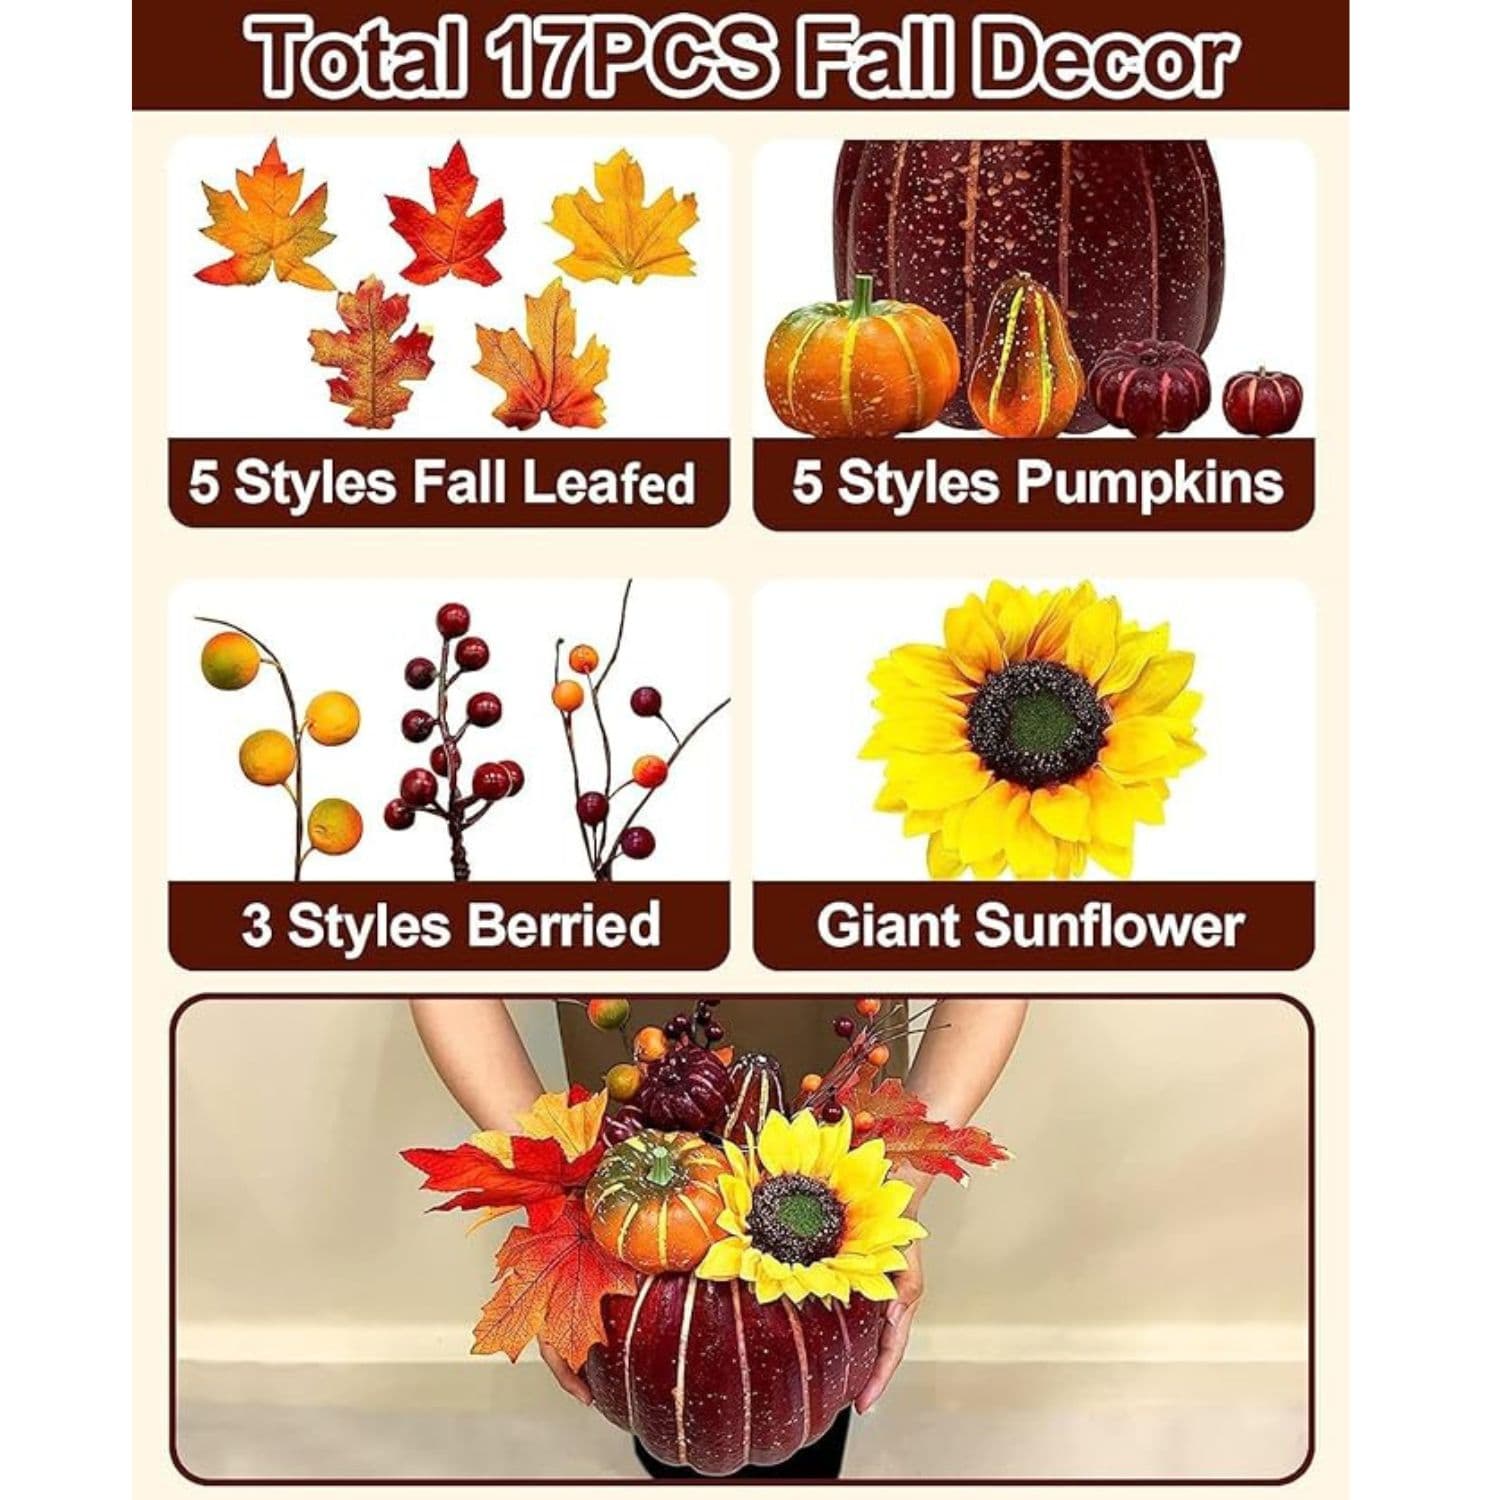 Total 17PCS Fall Decor
5 Styles Fall Leafed
5 Styles Pumpkins
3 Styles Berried
Giant Sunflower